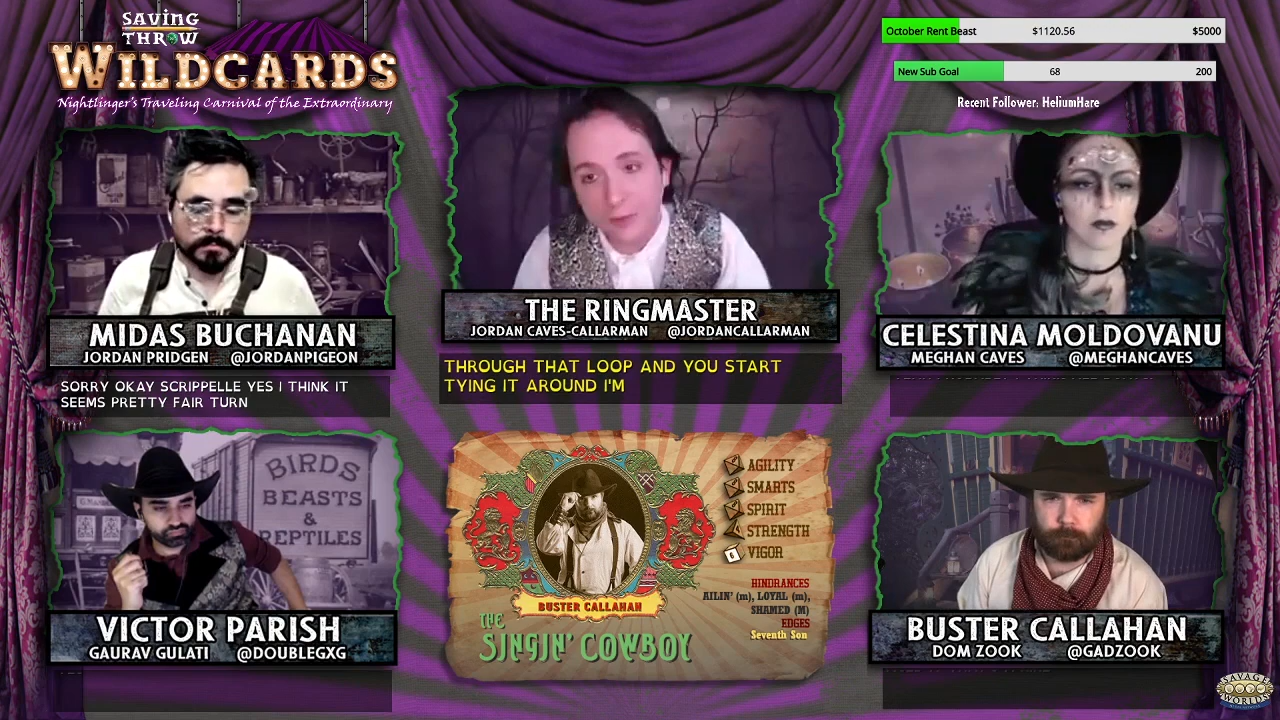 SAVING
THROW
WILDCARDS
Nightlinger's Traveling Carnival of the Extraordinary
October Rent Beast $1120.56 $5000
New Sub Goal 68 200
Recent Follower: HeliumHare
MIDAS BUCHANAN
JORDAN PRIDGEN @JORDANPIGEON
SORRY OKAY SCRIPPELLE YES I THINK IT
SEEMS PRETTY FAIR TURN
THE RINGMASTER
JORDAN CAVES-CALLARMAN @JORDANCALLARMAN
THROUGH THAT LOOP AND YOU START
TYING IT AROUND I'M
CELESTINA MOLDOVANU
MEGHAN CAVES @MEGHANCAVES
BIRDS
BEASTS
&
REPTILES
VICTOR PARISH
GAURAV GULATI @DOUBLEGXG
AGILITY
SMARTS
SPIRIT
STRENGTH
VIGOR
HINDRANCES
AILIN' (m), LOYAL (m),
SHAMED (M)
EDGES
Seventh Son
BUSTER CALLAHAN
THE
SINGIN' COWBOY
BUSTER CALLAHAN
DOM ZOOK @GADZOOK
SAVAGE
WORLDS